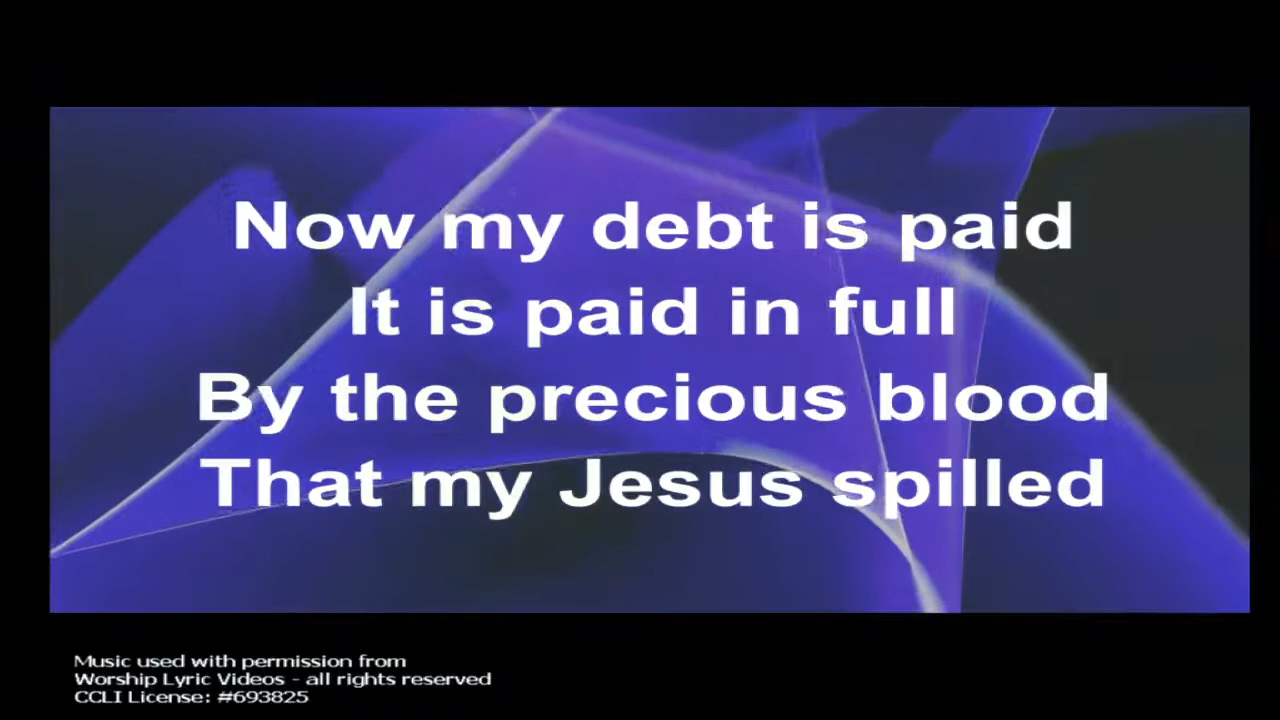 Now my debt is paid
It is paid in full
By the precious blood
That my Jesus spilled
Music used with permission from
Worship Lyric Videos - all rights reserved
CCLI License: #693825